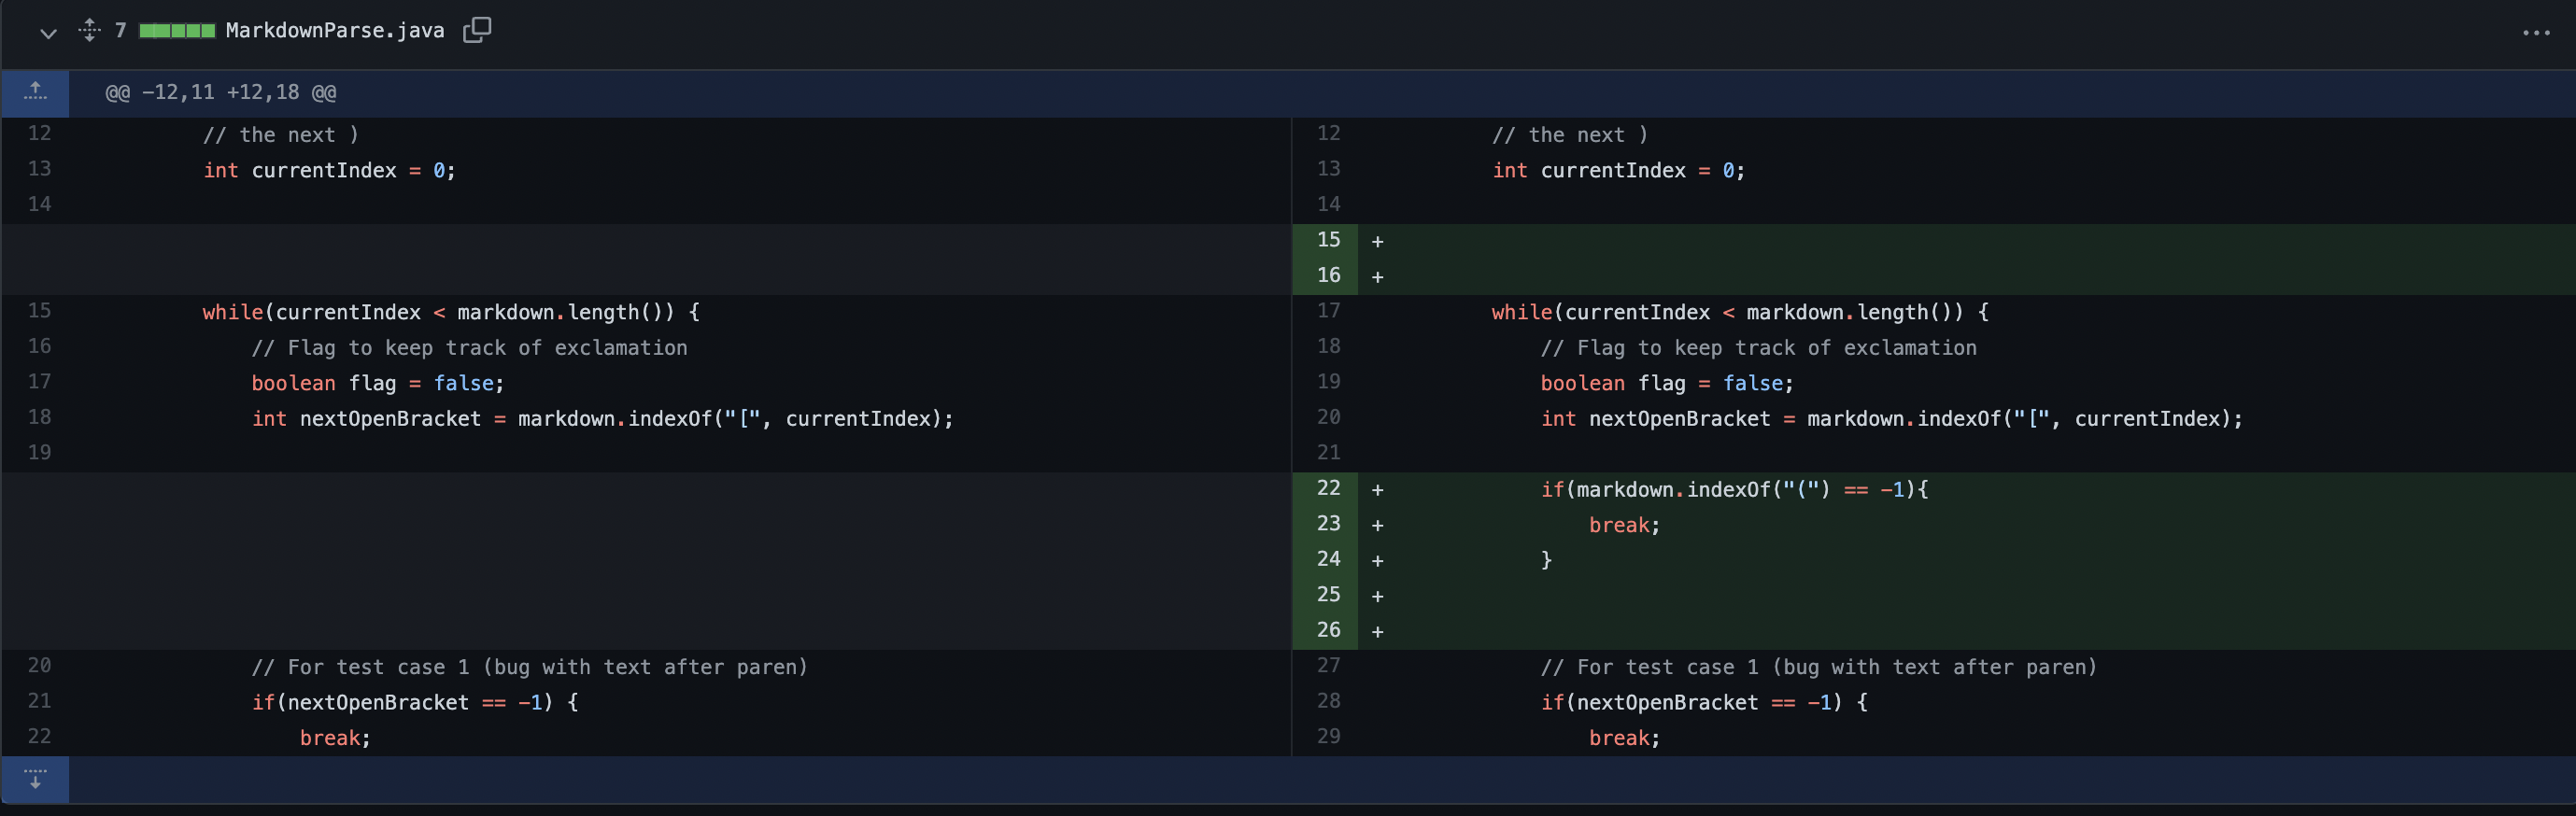 7 MarkdownParse.java
@@ -12,11 +12,18 @@
12 // the next )
13 int currentIndex = 0;
14
15 while(currentIndex < markdown.length()) {
16 // Flag to keep track of exclamation
17 boolean flag = false;
18 int nextOpenBracket = markdown.indexOf("[", currentIndex);
19
20 // For test case 1 (bug with text after paren)
21 if(nextOpenBracket == -1) {
22 break;
12 // the next )
13 int currentIndex = 0;
14
15 +
16 +
17 while(currentIndex < markdown.length()) {
18 // Flag to keep track of exclamation
19 boolean flag = false;
20 int nextOpenBracket = markdown.indexOf("[", currentIndex);
21
22 + if(markdown.indexOf("(") == -1){
23 + break;
24 + }
25 +
26 +
27 // For test case 1 (bug with text after paren)
28 if(nextOpenBracket == -1) {
29 break;